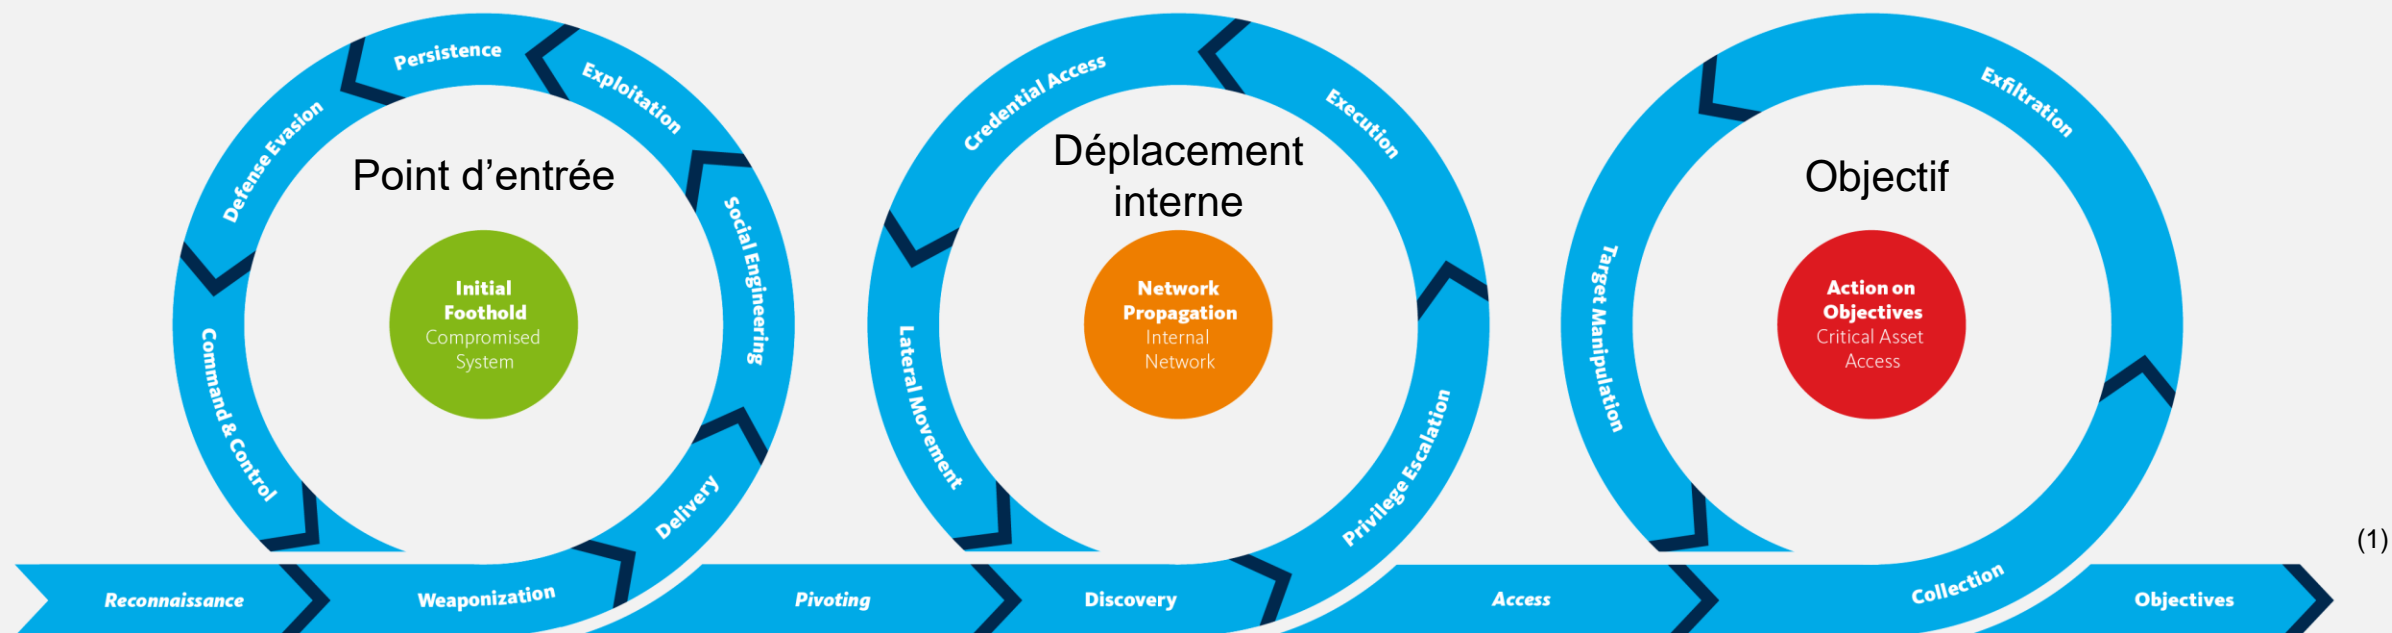 Point d’entrée
Initial
Foothold
Compromised
System
Reconnaissance
Weaponization
Delivery
Social Engineering
Exploitation
Persistence
Defense Evasion
Command & Control
Déplacement
interne
Network
Propagation
Internal
Network
Pivoting
Discovery
Privilege Escalation
Execution
Credential Access
Lateral Movement
Objectif
Action on
Objectives
Critical Asset
Access
Access
Collection
Exfiltration
Target Manipulation
Objectives
(1)